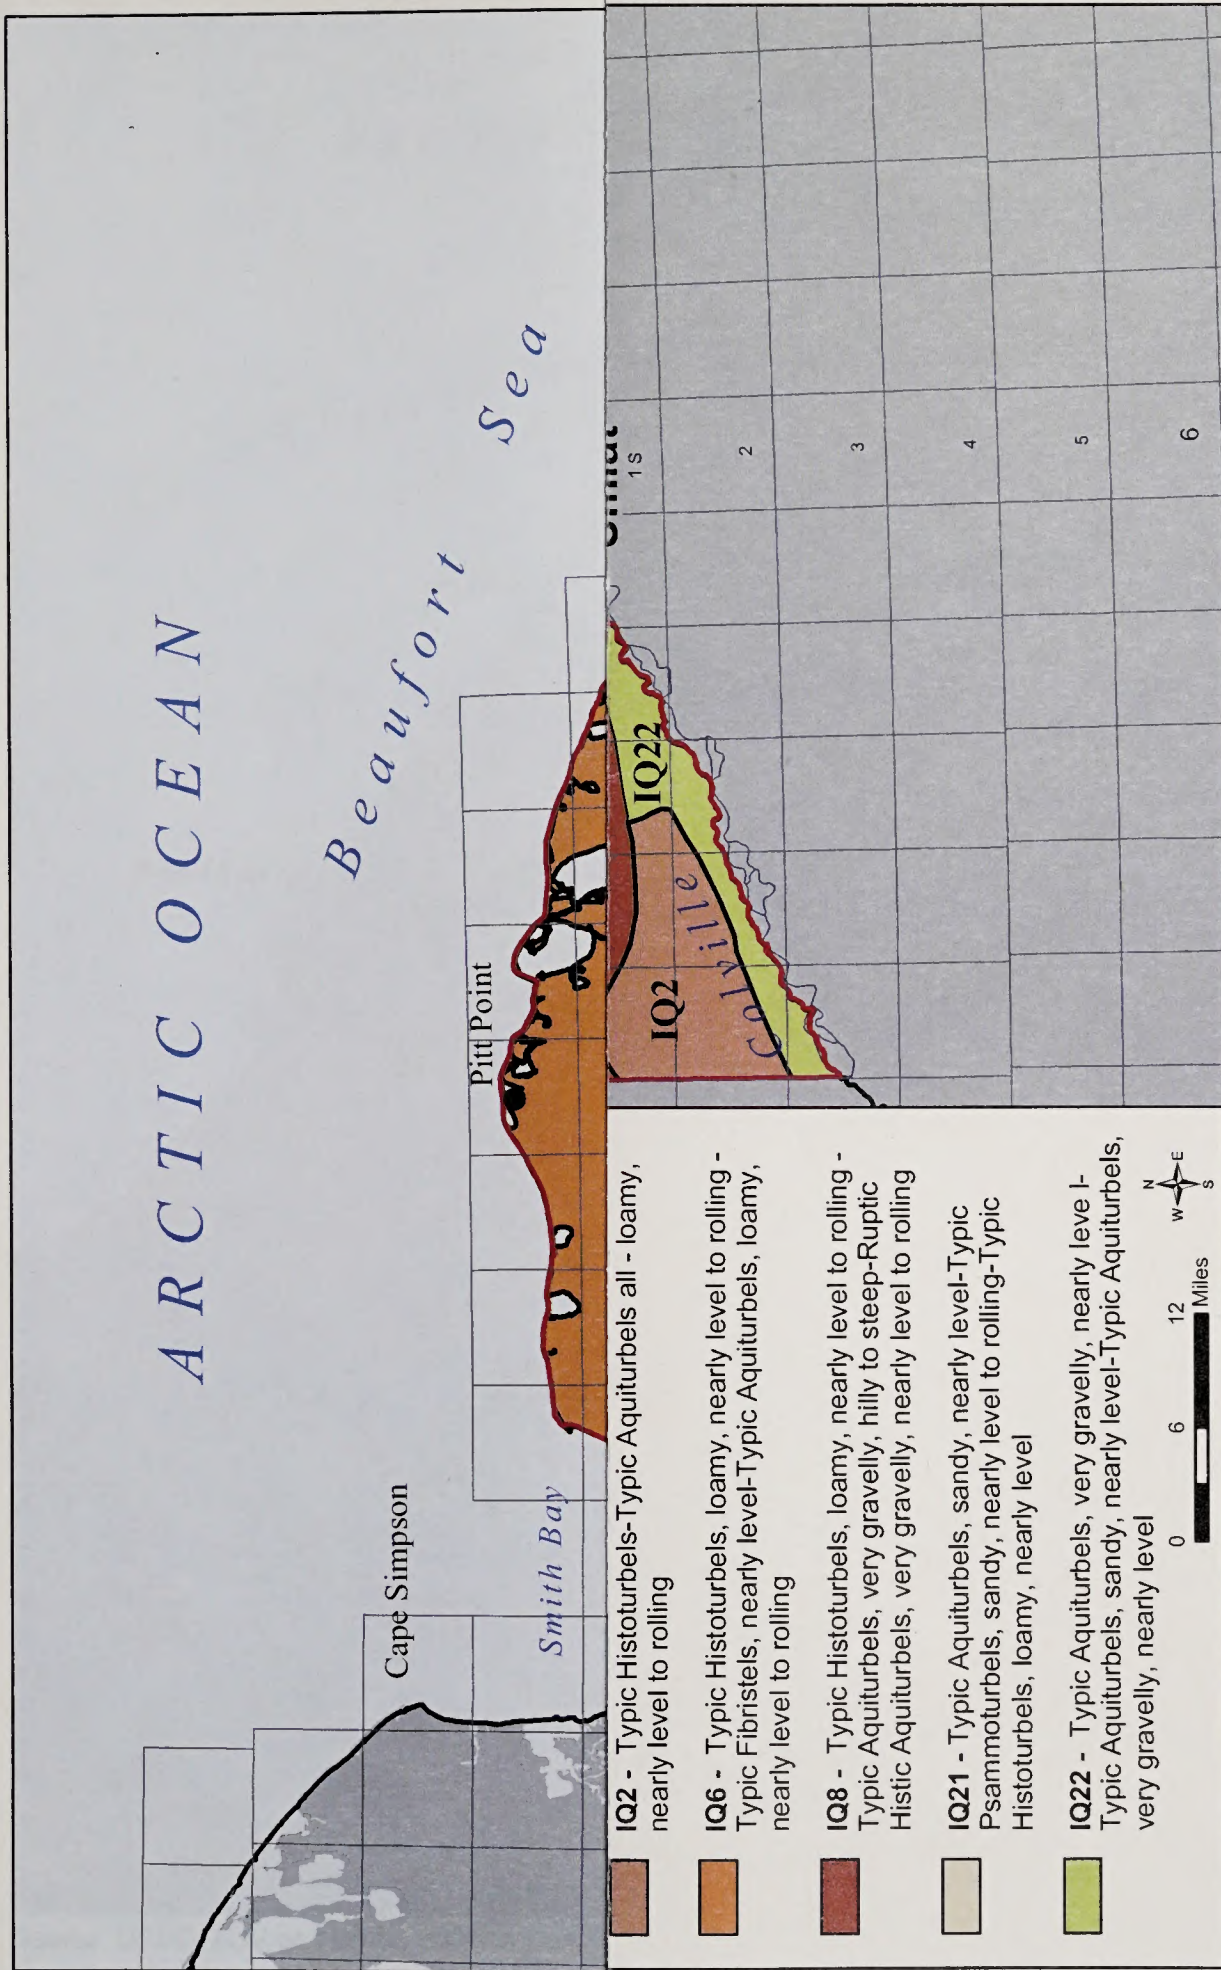 ARCTIC OCEAN
Beaufort Sea
Cape Simpson
Pitt Point
Smith Bay
1 S
2
3
4
5
6
IQ22
IQ2
Colville
IQ2 - Typic Histoturbels-Typic Aquiturbels all - loamy,
nearly level to rolling
IQ6 - Typic Histoturbels, loamy, nearly level to rolling -
Typic Fibristels, nearly level-Typic Aquiturbels, loamy,
nearly level to rolling
IQ8 - Typic Histoturbels, loamy, nearly level to rolling -
Typic Aquiturbels, very gravelly, hilly to steep-Ruptic
Histic Aquiturbels, very gravelly, nearly level to rolling
IQ21 - Typic Aquiturbels, sandy, nearly level-Typic
Psammoturbels, sandy, nearly level to rolling-Typic
Histoturbels, loamy, nearly level
IQ22 - Typic Aquiturbels, very gravelly, nearly leve l-
Typic Aquiturbels, sandy, nearly level-Typic Aquiturbels,
very gravelly, nearly level
0 6 12
Miles
N
W E
S